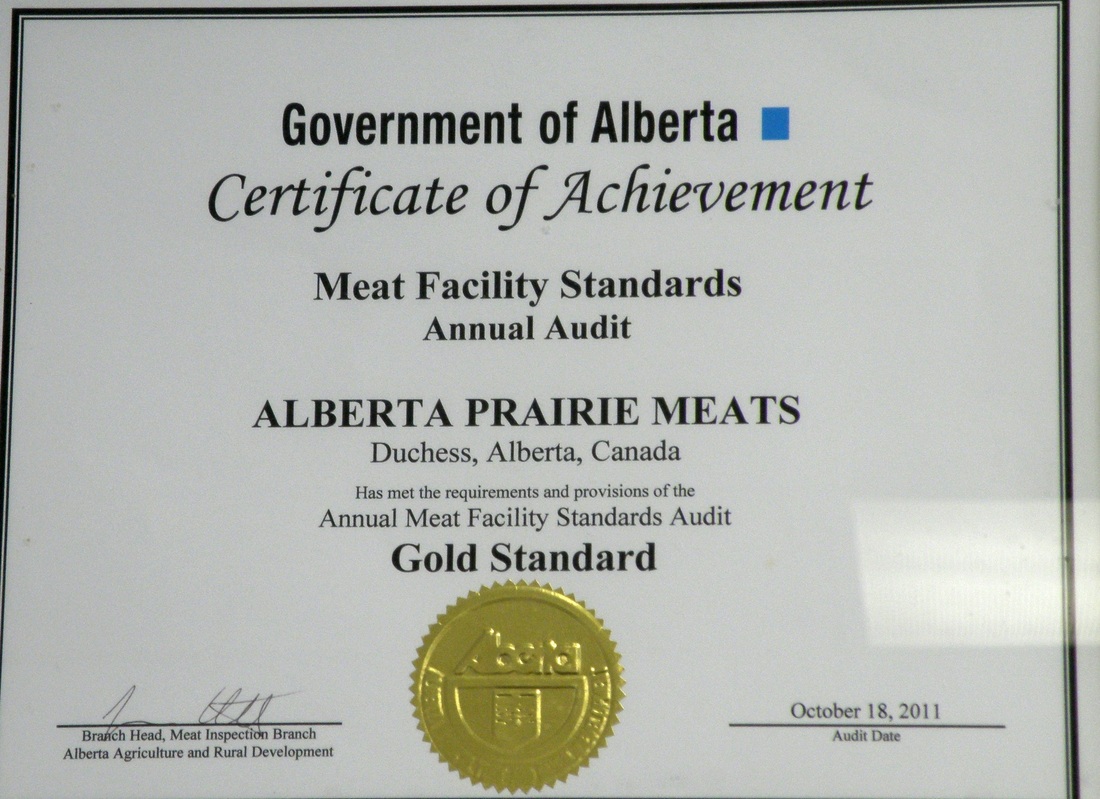 Government of Alberta
Certificate of Achievement
Meat Facility Standards
Annual Audit
ALBERTA PRAIRIE MEATS
Duchess, Alberta, Canada
Has met the requirements and provisions of the
Annual Meat Facility Standards Audit
Gold Standard
Alberta
October 18, 2011
Audit Date
Branch Head, Meat Inspection Branch
Alberta Agriculture and Rural Development